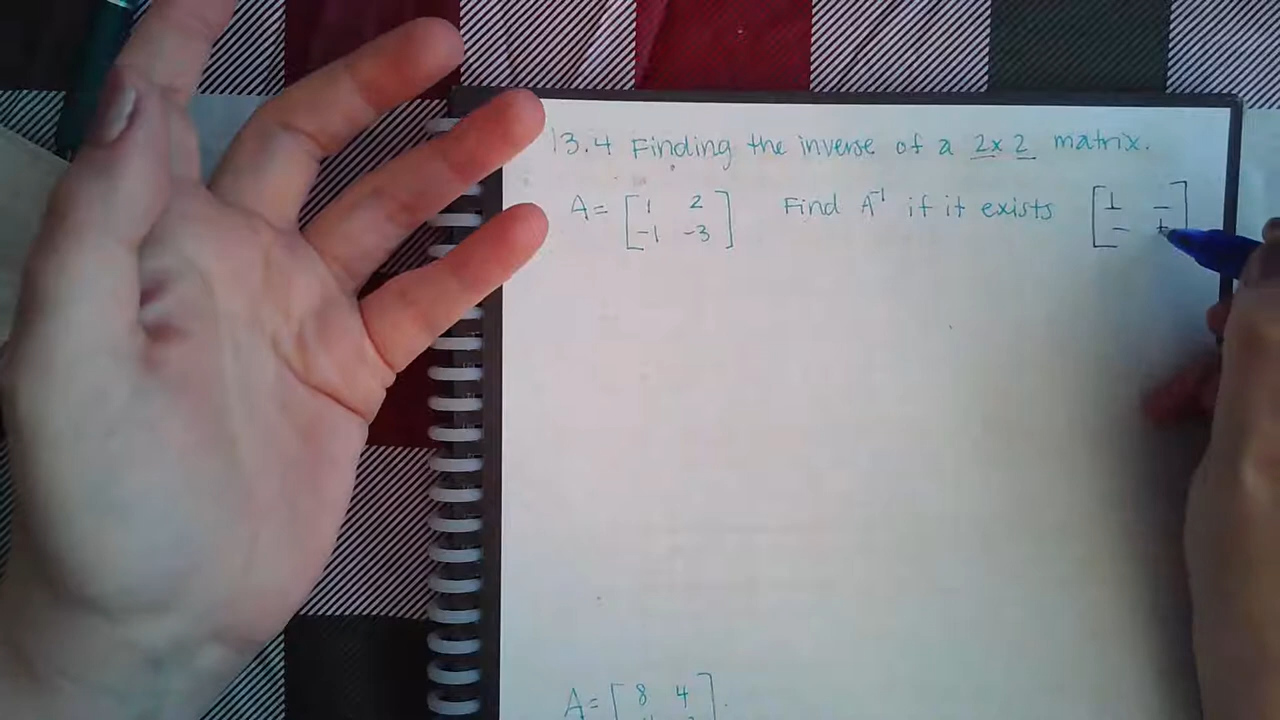 13.4 Finding the inverse of a 2x2 matrix.
A = [1 2 Find A⁻¹ if it exists
-1 -3]
A = [8 4]